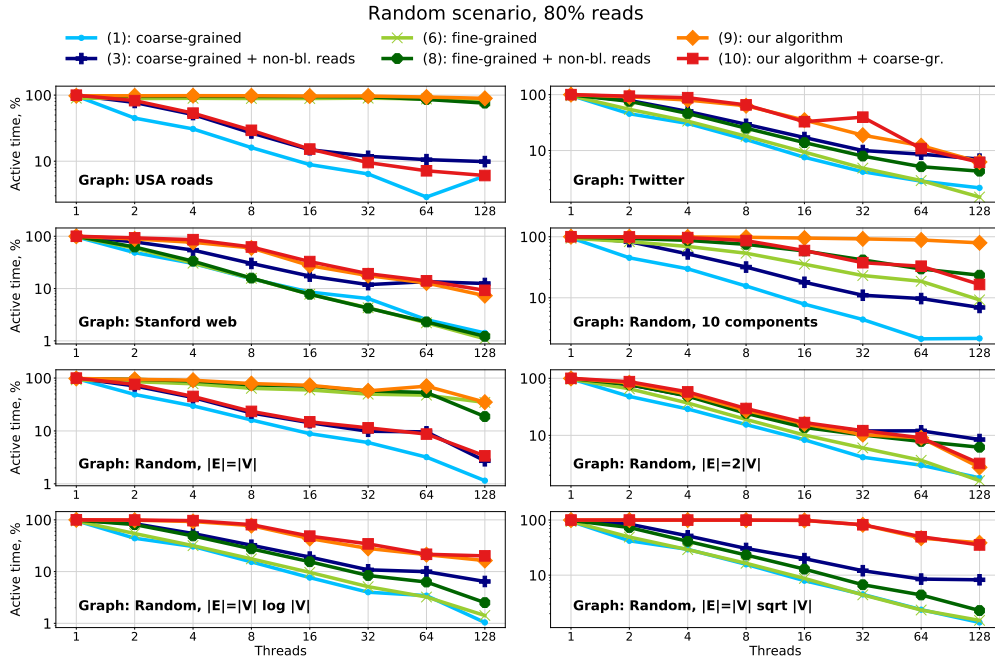 Random scenario, 80% reads
(1): coarse-grained
(6): fine-grained
(9): our algorithm
(3): coarse-grained + non-bl. reads
(8): fine-grained + non-bl. reads
(10): our algorithm + coarse-gr.
Active time, %
100
10
Graph: USA roads
1 2 4 8 16 32 64 128
100
10
Graph: Twitter
1 2 4 8 16 32 64 128
Active time, %
100
10
1
Graph: Stanford web
1 2 4 8 16 32 64 128
100
10
Graph: Random, 10 components
1 2 4 8 16 32 64 128
Active time, %
100
10
1
Graph: Random, |E|=|V|
1 2 4 8 16 32 64 128
100
10
Graph: Random, |E|=2|V|
1 2 4 8 16 32 64 128
Active time, %
100
10
1
Graph: Random, |E|=|V| log |V|
1 2 4 8 16 32 64 128
Threads
100
10
Graph: Random, |E|=|V| sqrt |V|
1 2 4 8 16 32 64 128
Threads